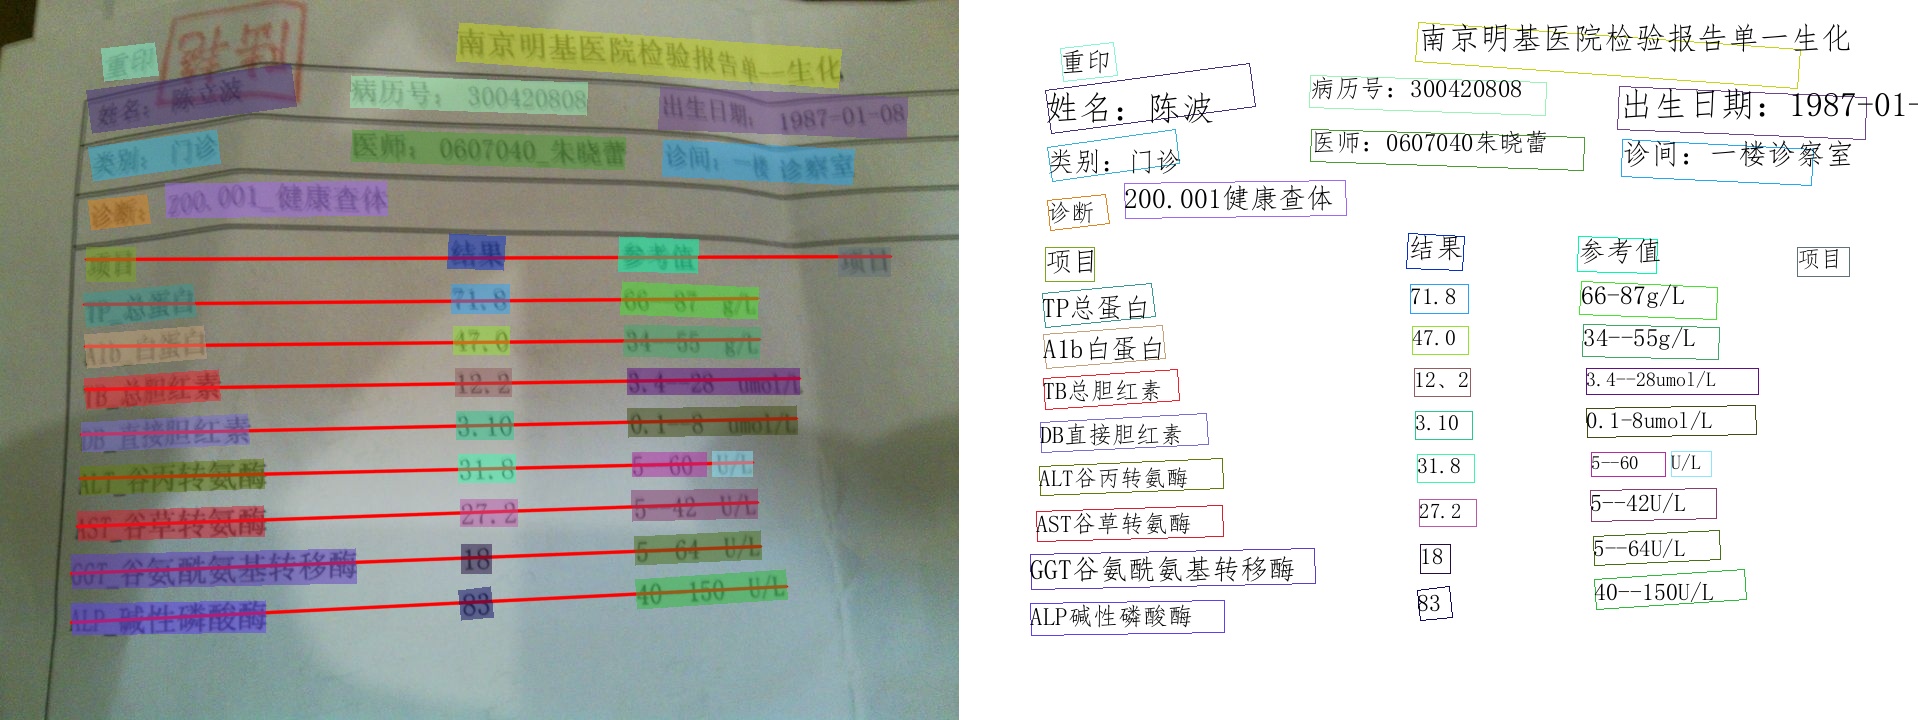 南京明基医院检验报告单--生化 南京明基医院检验报告单一生化
重印 重印
姓名: 陈立波 病历号: 300420808 出生日期: 1987-01-08 姓名：陈波 病历号：300420808 出生日期：1987-01-
类别: 门诊 医师: 0607040_朱晓蕾 诊间: 一楼 诊察室 类别：门诊 医师：0607040朱晓蕾 诊间：一楼诊察室
诊断: 200.001_健康查体 诊断 200.001健康查体
项目 结果 参考值 项目 项目 结果 参考值 项目
TP_总蛋白 71.8 66--87 g/L TP总蛋白 71.8 66-87g/L
Alb_白蛋白 47.0 34--55 g/L A1b白蛋白 47.0 34--55g/L
TB_总胆红素 12.2 3.4--28 umol/L TB总胆红素 12、2 3.4--28umol/L
DB_直接胆红素 3.10 0.1--8 umol/L DB直接胆红素 3.10 0.1-8umol/L
ALT_谷丙转氨酶 31.8 5--60 U/L ALT谷丙转氨酶 31.8 5--60 U/L
AST_谷草转氨酶 27.2 5--42 U/L AST谷草转氨酶 27.2 5--42U/L
GGT_谷氨酰氨基转移酶 18 5--64 U/L GGT谷氨酰氨基转移酶 18 5--64U/L
ALP_碱性磷酸酶 83 40--150 U/L ALP碱性磷酸酶 83 40--150U/L